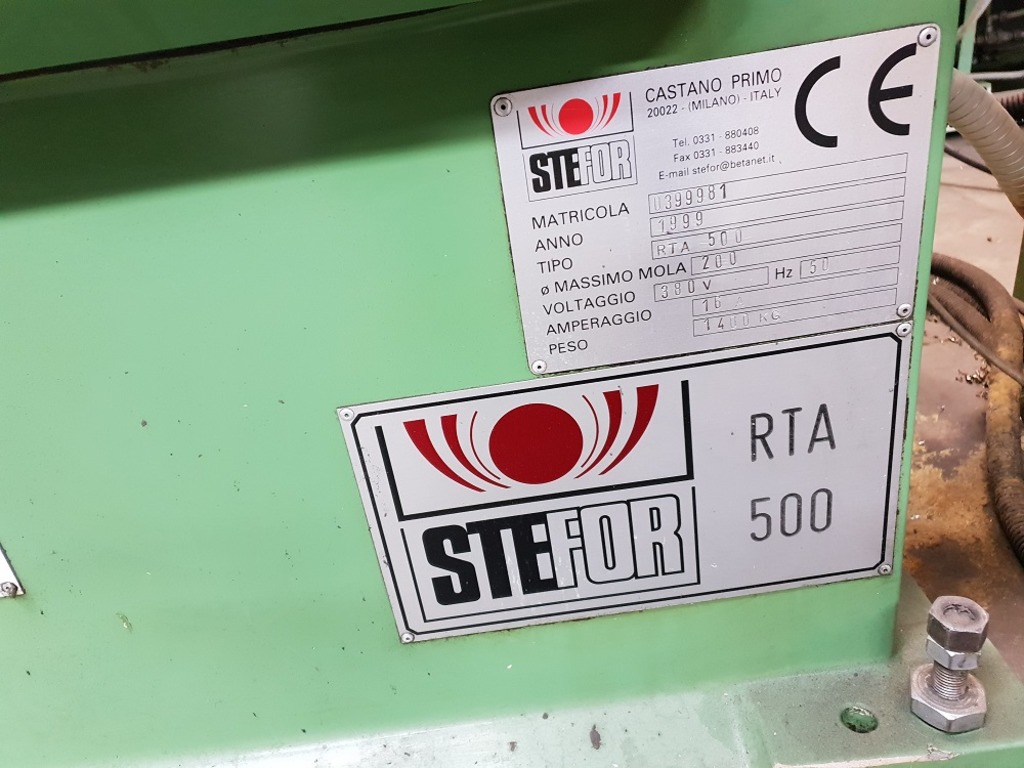 CASTANO PRIMO
20022 - (MILANO) - ITALY
CE
Tel. 0331 - 880408
Fax 0331 - 883440
E-mail stefor@betanet.it
STEFOR
MATRICOLA 0399981
ANNO 1999
TIPO RTA 500
ø MASSIMO MOLA 200
VOLTAGGIO 380 V Hz 50
AMPERAGGIO 16 A
PESO 1400 KG
STEFOR
RTA
500